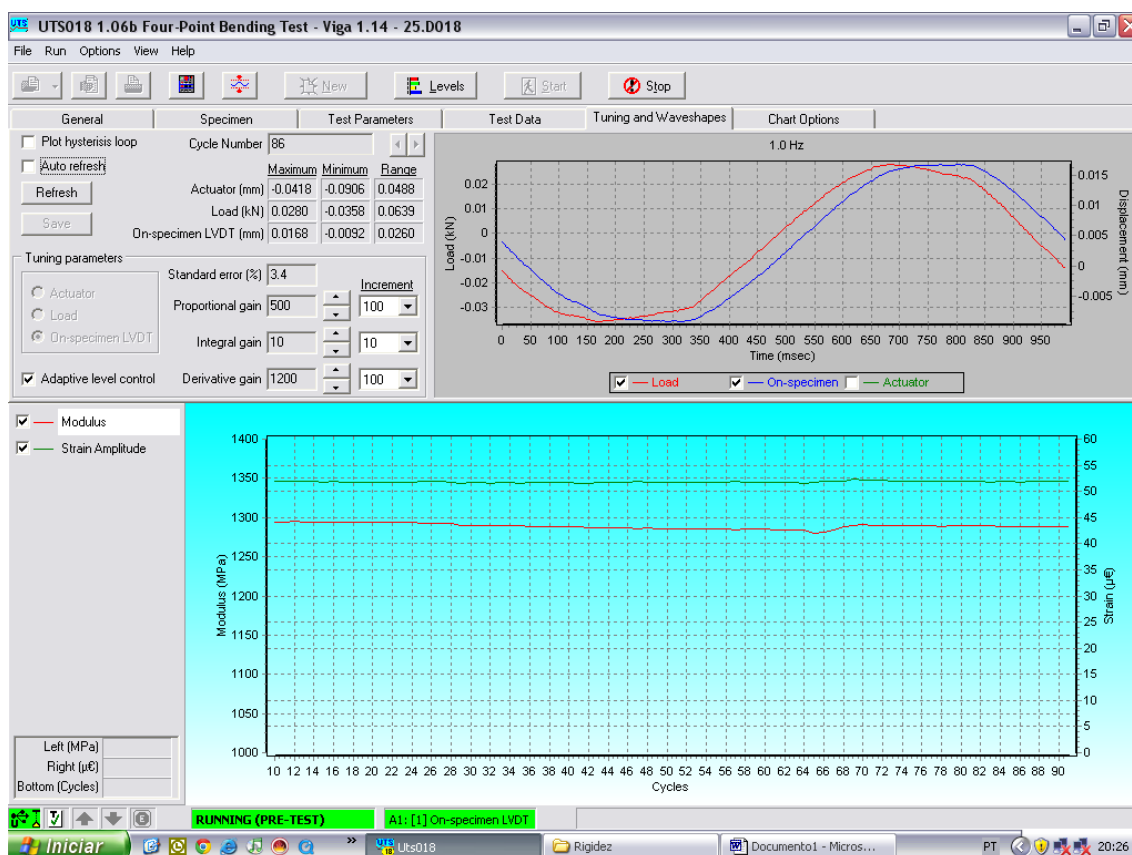 UTS018 1.06b Four-Point Bending Test - Viga 1.14 - 25.D018
File Run Options View Help
New Levels Start Stop
General Specimen Test Parameters Test Data Tuning and Waveshapes Chart Options
Plot hysterisis loop
Auto refresh
Refresh
Save
Cycle Number 86
Maximum Minimum Range
Actuator (mm) -0.0418 -0.0906 0.0488
Load (kN) 0.0280 -0.0358 0.0639
On-specimen LVDT (mm) 0.0168 -0.0092 0.0260
Tuning parameters
Actuator
Load
On-specimen LVDT
Adaptive level control
Standard error (%) 3.4
Increment
Proportional gain 500 100
Integral gain 10 10
Derivative gain 1200 100
1.0 Hz
Load (kN)
0.02
0.01
0
-0.01
-0.02
-0.03
Displacement (mm)
0.015
0.01
0.005
0
-0.005
0 50 100 150 200 250 300 350 400 450 500 550 600 650 700 750 800 850 900 950
Time (msec)
Load On-specimen Actuator
Modulus
Strain Amplitude
Modulus (MPa)
1400
1350
1300
1250
1200
1150
1100
1050
1000
Strain (µє)
60
55
50
45
40
35
30
25
20
15
10
5
0
10 12 14 16 18 20 22 24 26 28 30 32 34 36 38 40 42 44 46 48 50 52 54 56 58 60 62 64 66 68 70 72 74 76 78 80 82 84 86 88 90
Cycles
Left (MPa)
Right (µ€)
Bottom (Cycles)
RUNNING (PRE-TEST) A1: [1] On-specimen LVDT
Iniciar » Uts018 Rigidez Documento1 - Micros... PT 20:26